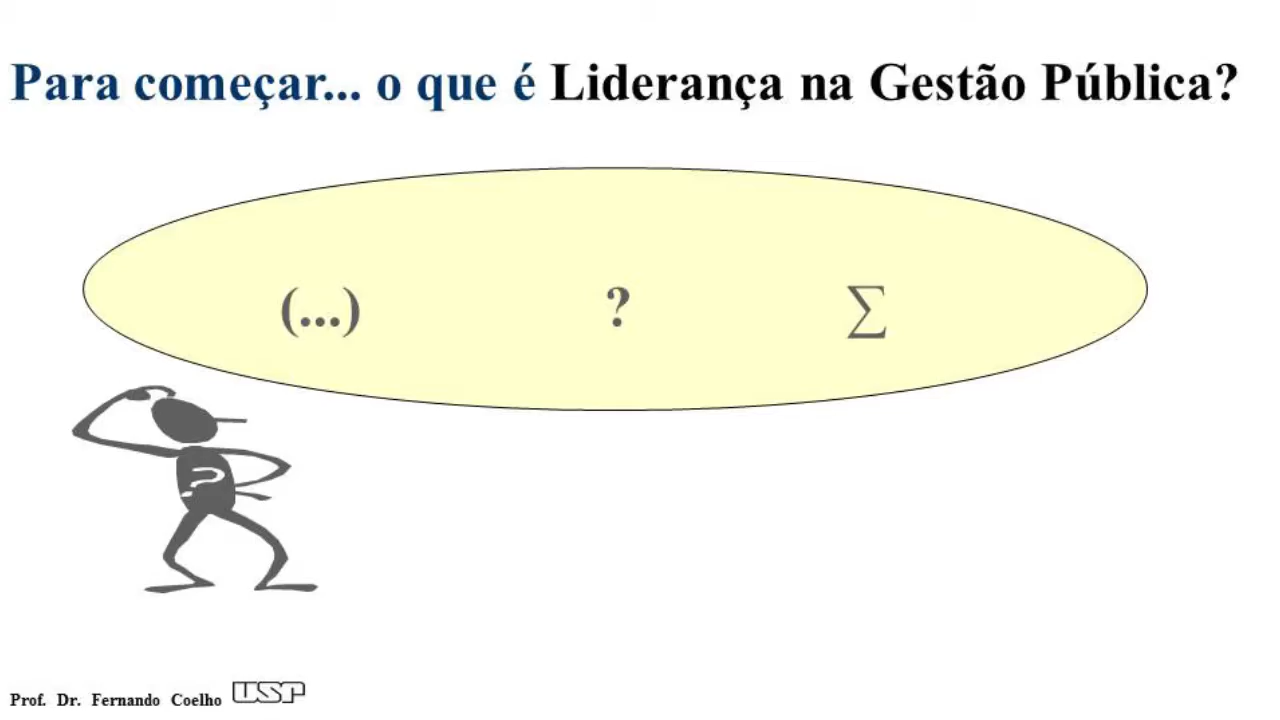 Para começar... o que é Liderança na Gestão Pública?
(...) ? ∑
?
Prof. Dr. Fernando Coelho USP